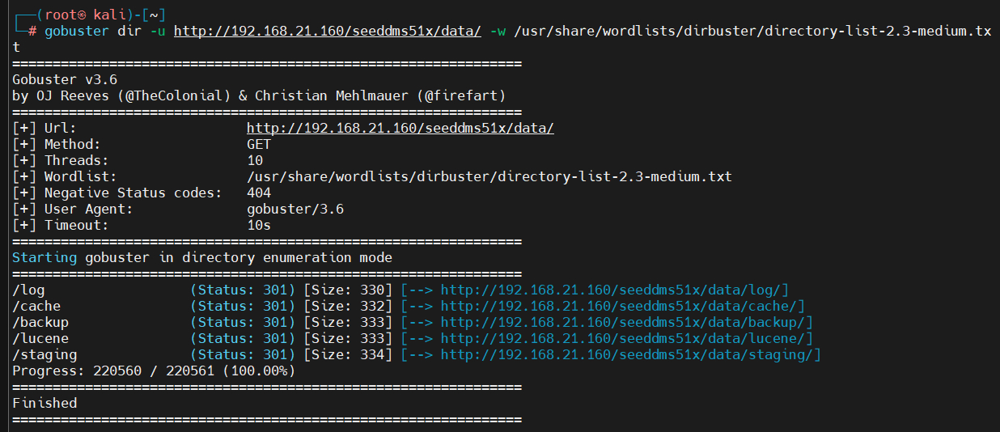 ┌──(root㉿ kali)-[~]
└─# gobuster dir -u http://192.168.21.160/seeddms51x/data/ -w /usr/share/wordlists/dirbuster/directory-list-2.3-medium.tx
t
===============================================================
Gobuster v3.6
by OJ Reeves (@TheColonial) & Christian Mehlmauer (@firefart)
===============================================================
[+] Url:                     http://192.168.21.160/seeddms51x/data/
[+] Method:                  GET
[+] Threads:                 10
[+] Wordlist:                /usr/share/wordlists/dirbuster/directory-list-2.3-medium.txt
[+] Negative Status codes:   404
[+] User Agent:              gobuster/3.6
[+] Timeout:                 10s
===============================================================
Starting gobuster in directory enumeration mode
===============================================================
/log                  (Status: 301) [Size: 330] [--> http://192.168.21.160/seeddms51x/data/log/]
/cache                (Status: 301) [Size: 332] [--> http://192.168.21.160/seeddms51x/data/cache/]
/backup               (Status: 301) [Size: 333] [--> http://192.168.21.160/seeddms51x/data/backup/]
/lucene               (Status: 301) [Size: 333] [--> http://192.168.21.160/seeddms51x/data/lucene/]
/staging              (Status: 301) [Size: 334] [--> http://192.168.21.160/seeddms51x/data/staging/]
Progress: 220560 / 220561 (100.00%)
===============================================================
Finished
===============================================================